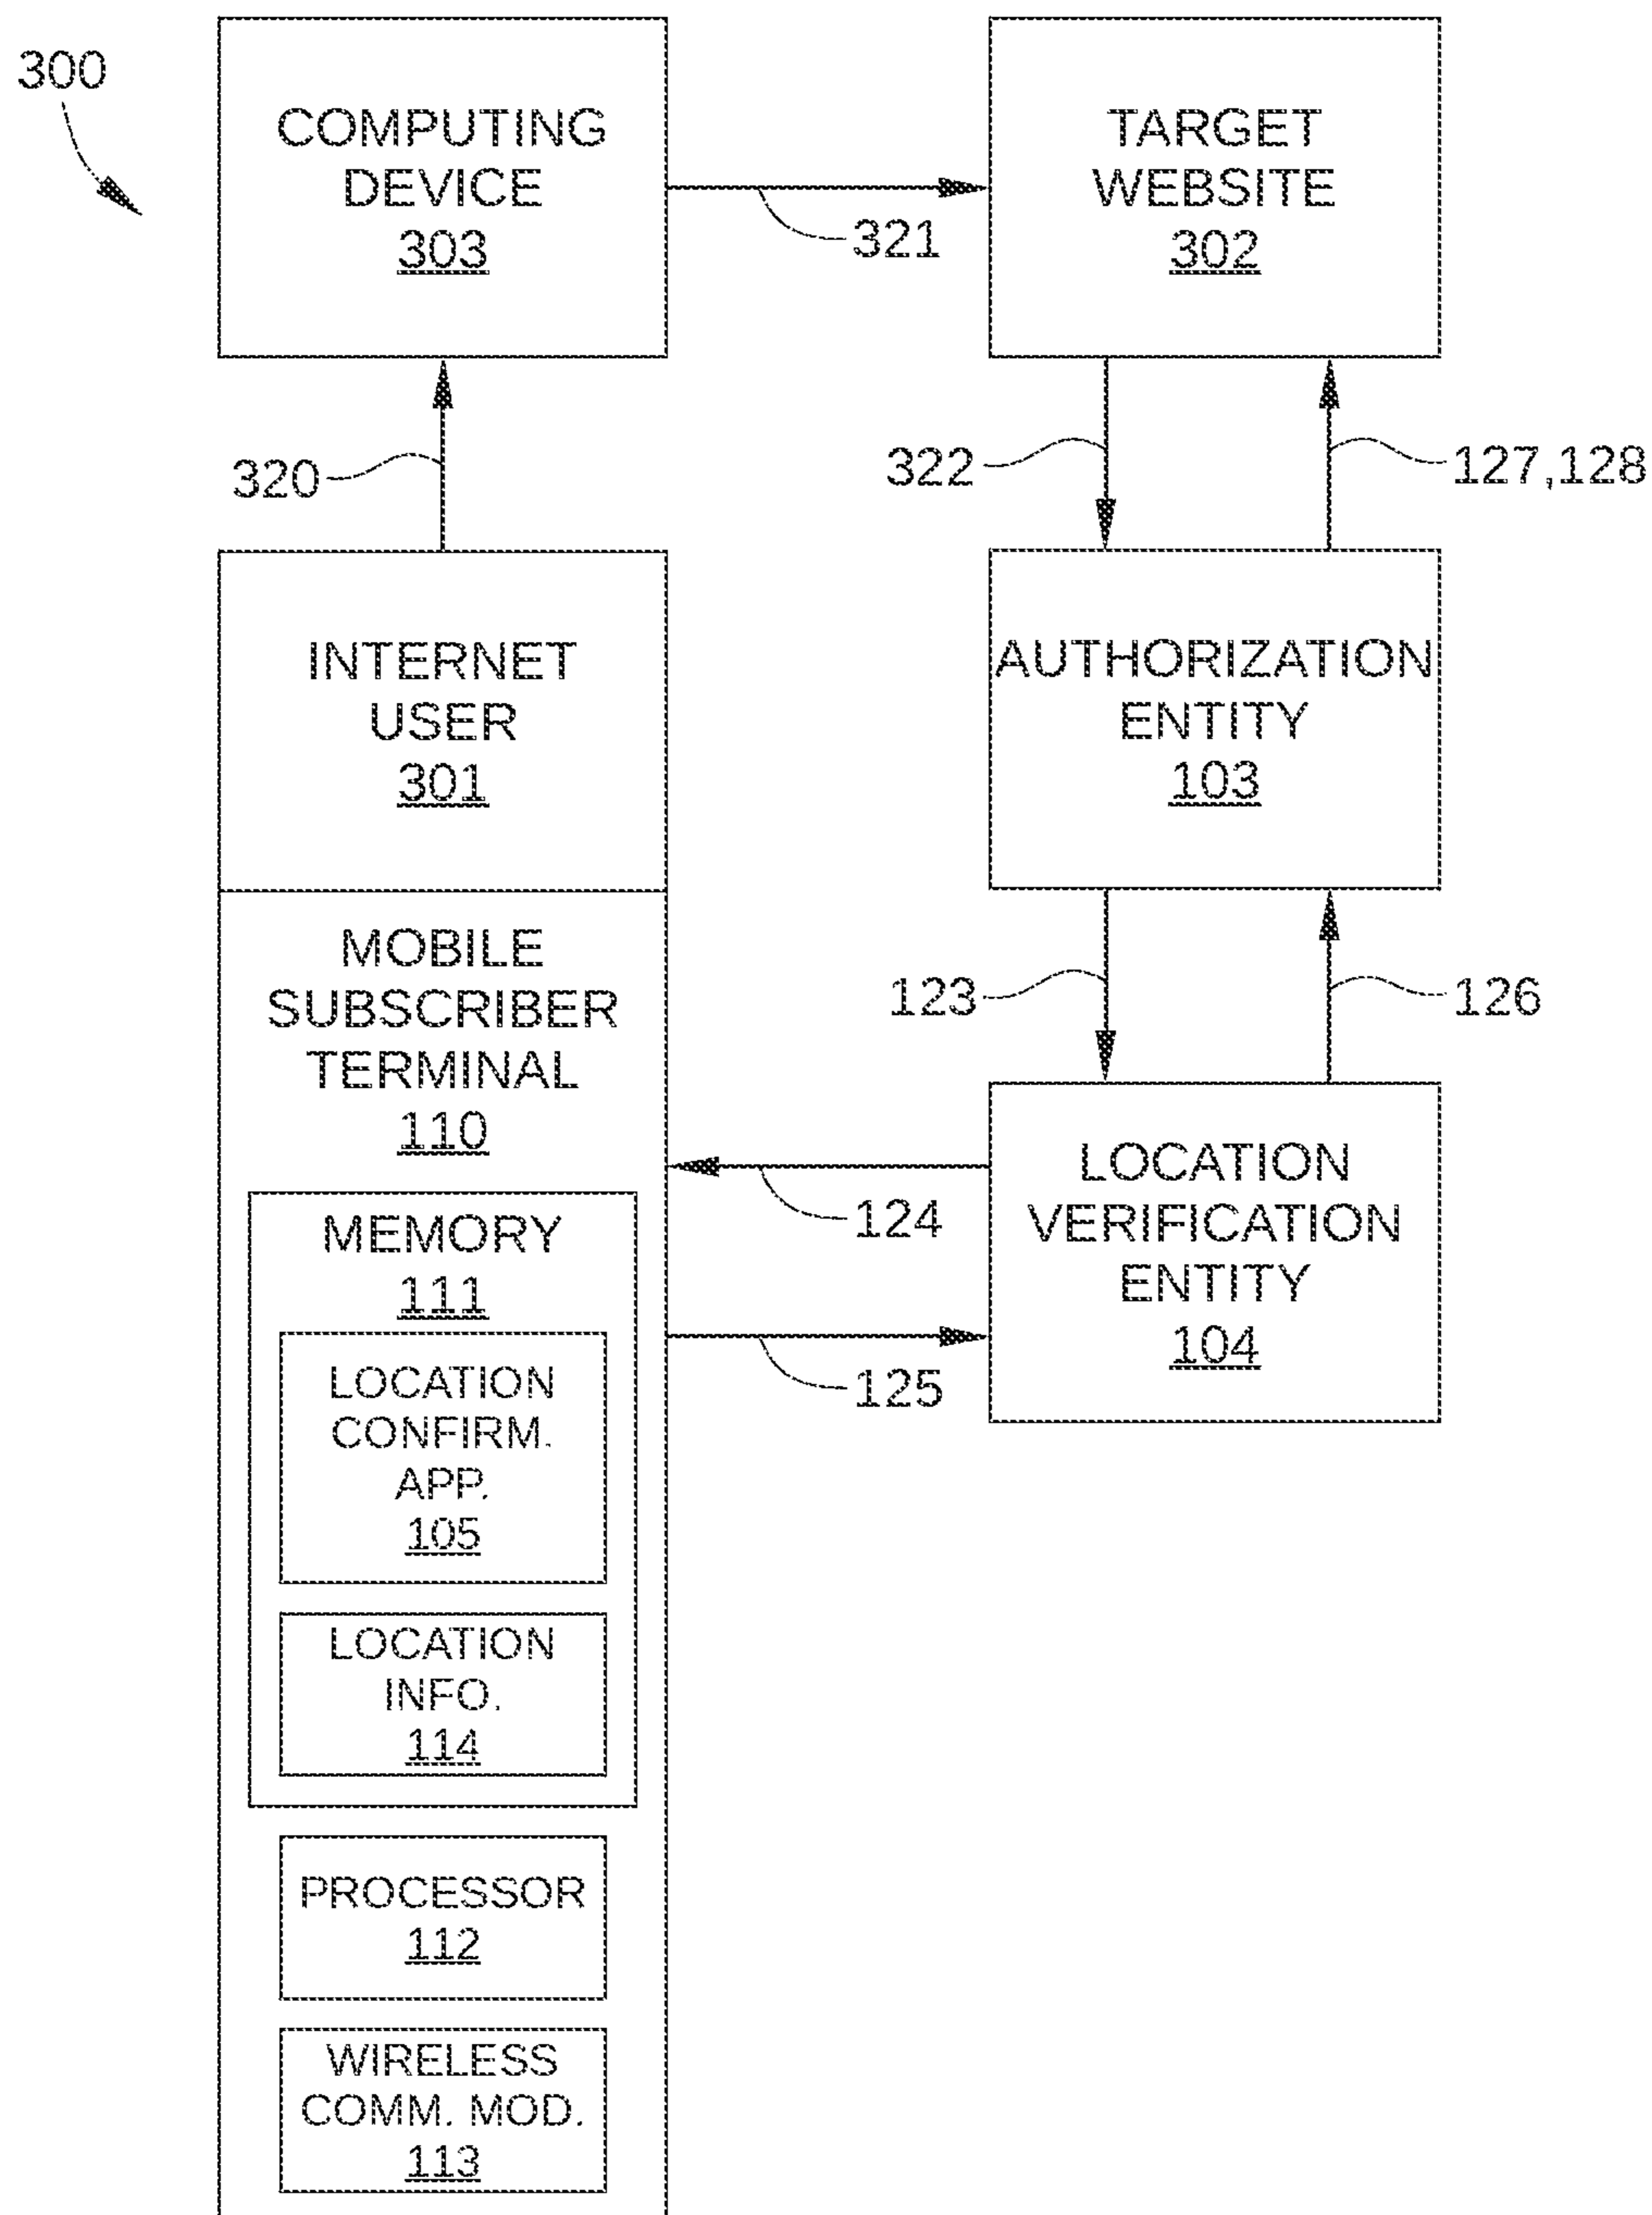 300
COMPUTING
DEVICE
303
TARGET
WEBSITE
302
321
320
322
127,128
INTERNET
USER
301
AUTHORIZATION
ENTITY
103
123
126
MOBILE
SUBSCRIBER
TERMINAL
110
124
LOCATION
VERIFICATION
ENTITY
104
125
MEMORY
111
LOCATION
CONFIRM.
APP.
105
LOCATION
INFO.
114
PROCESSOR
112
WIRELESS
COMM. MOD.
113